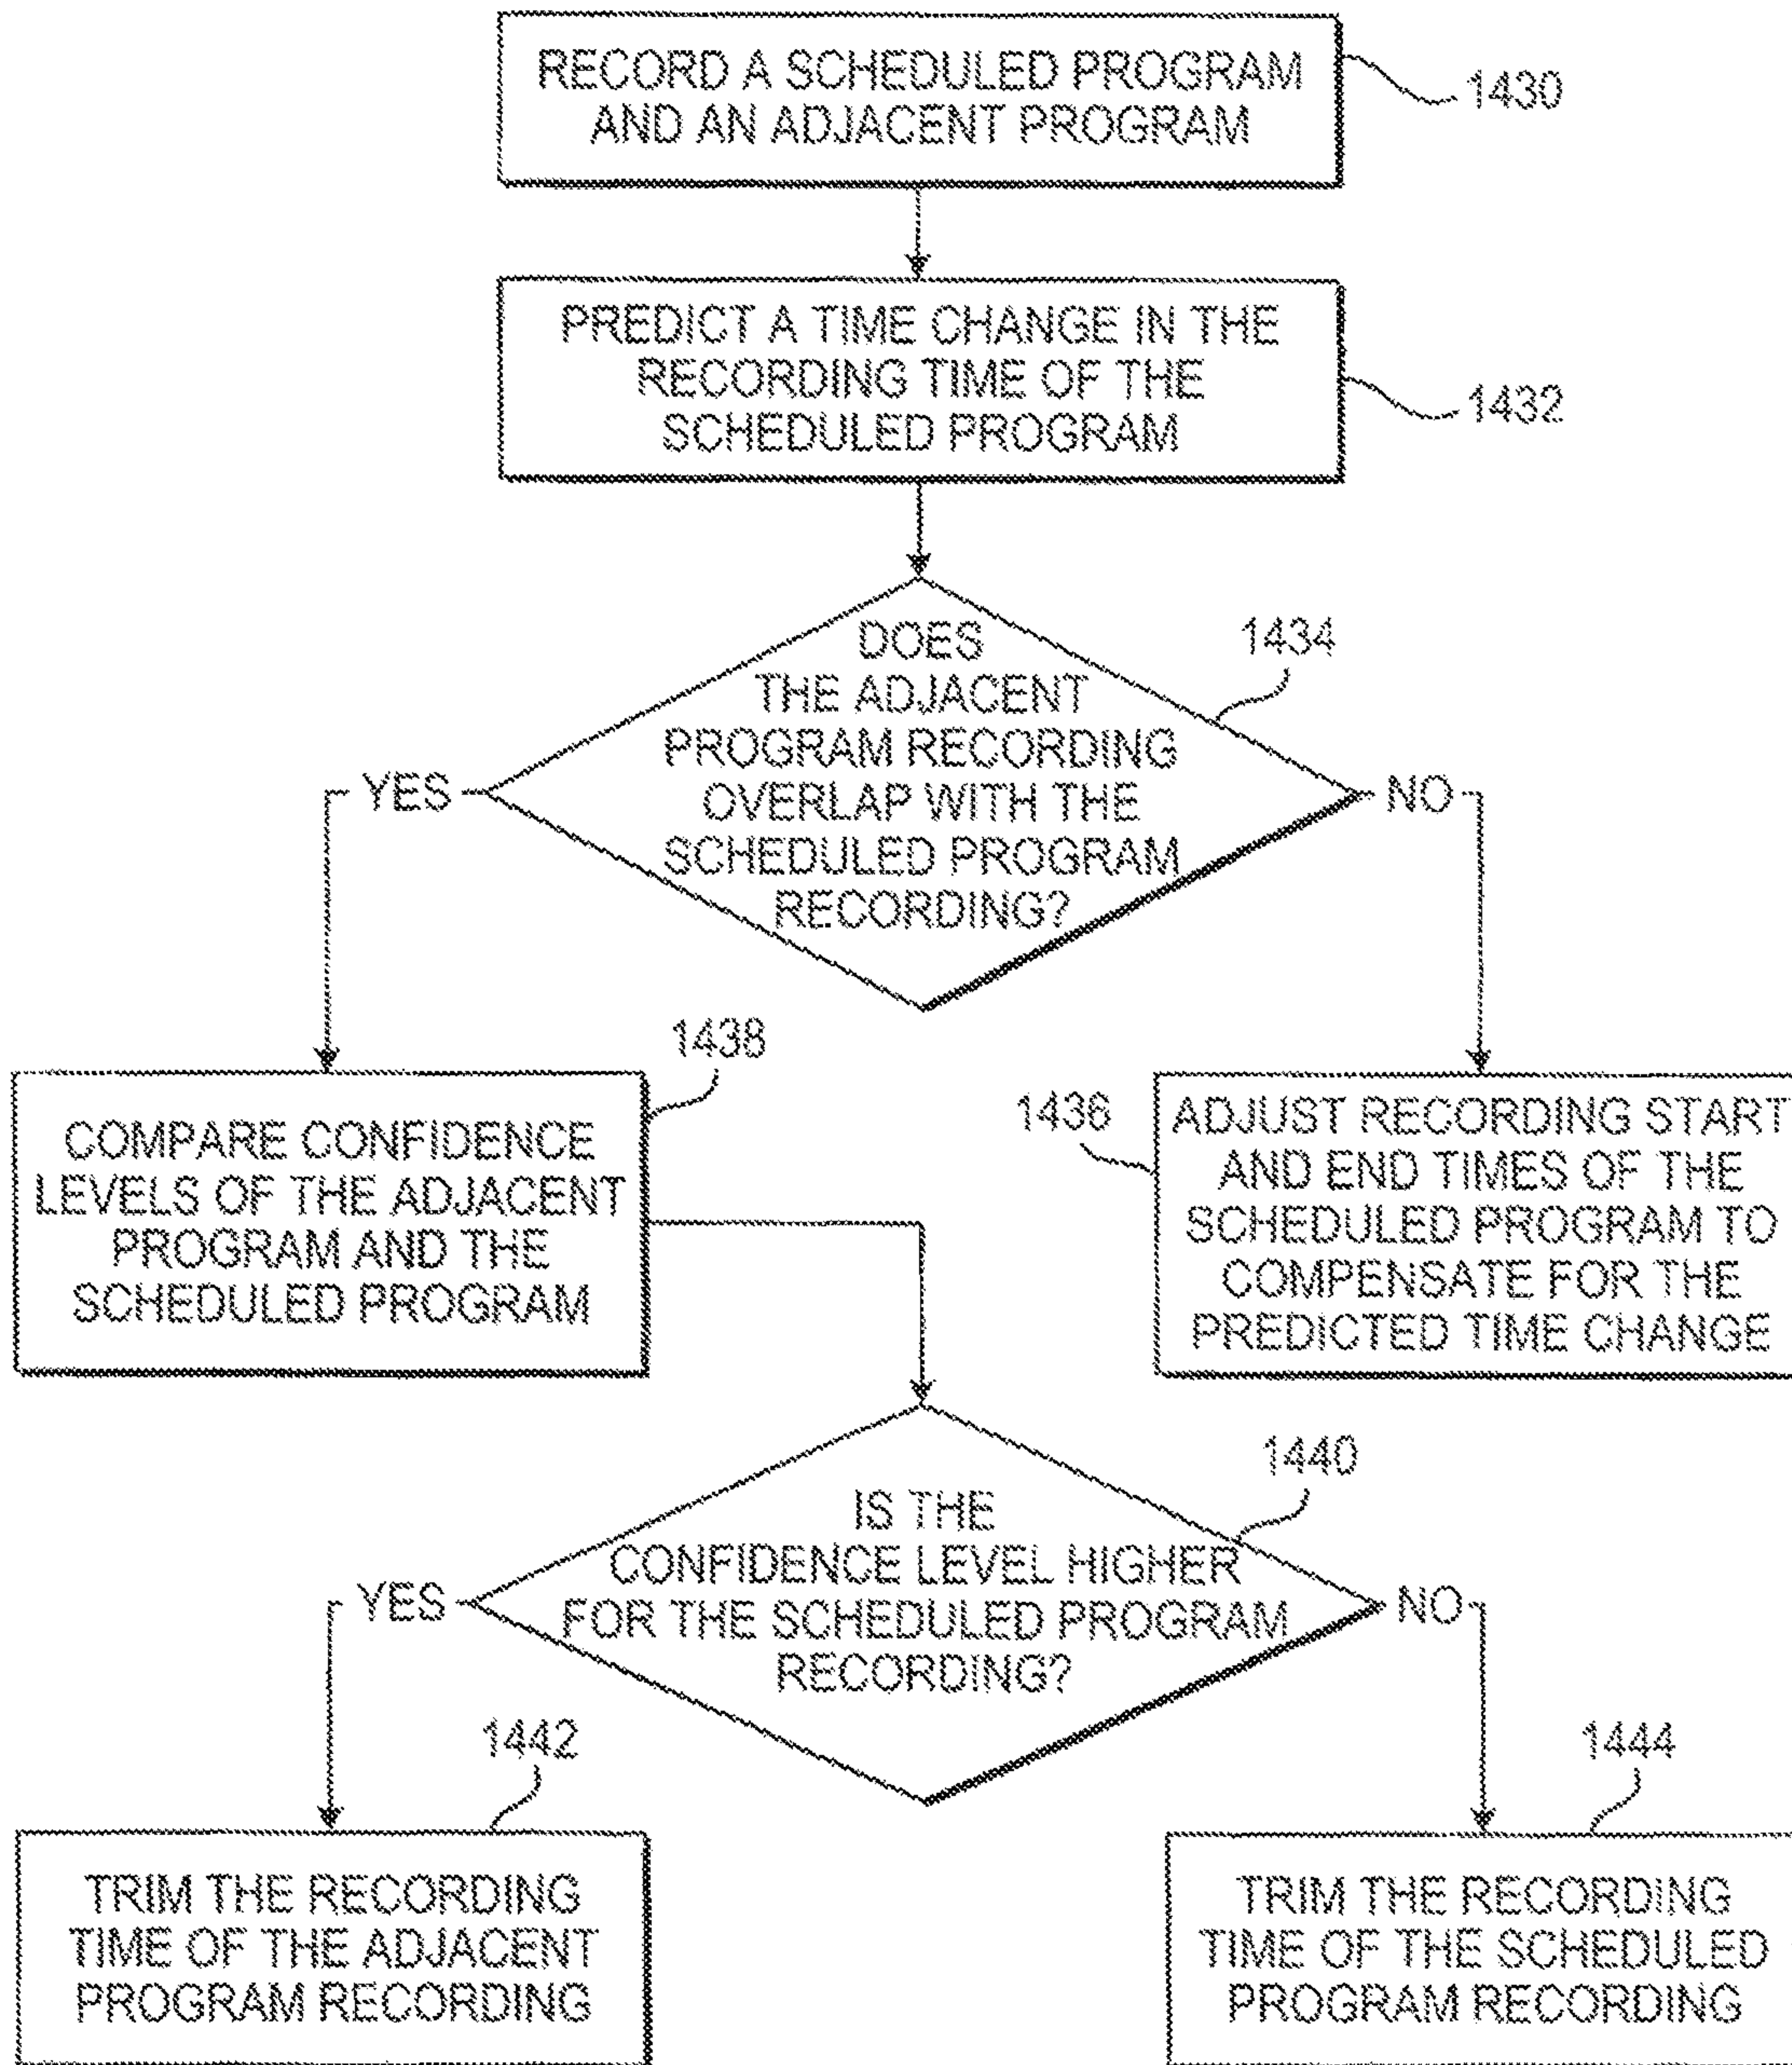 RECORD A SCHEDULED PROGRAM
AND AN ADJACENT PROGRAM
1430
PREDICT A TIME CHANGE IN THE
RECORDING TIME OF THE
SCHEDULED PROGRAM
1432
DOES
THE ADJACENT
PROGRAM RECORDING
OVERLAP WITH THE
SCHEDULED PROGRAM
RECORDING?
1434
YES
NO
1438
COMPARE CONFIDENCE
LEVELS OF THE ADJACENT
PROGRAM AND THE
SCHEDULED PROGRAM
1436
ADJUST RECORDING START
AND END TIMES OF THE
SCHEDULED PROGRAM TO
COMPENSATE FOR THE
PREDICTED TIME CHANGE
1440
IS THE
CONFIDENCE LEVEL HIGHER
FOR THE SCHEDULED PROGRAM
RECORDING?
YES
NO
1442
TRIM THE RECORDING
TIME OF THE ADJACENT
PROGRAM RECORDING
1444
TRIM THE RECORDING
TIME OF THE SCHEDULED
PROGRAM RECORDING